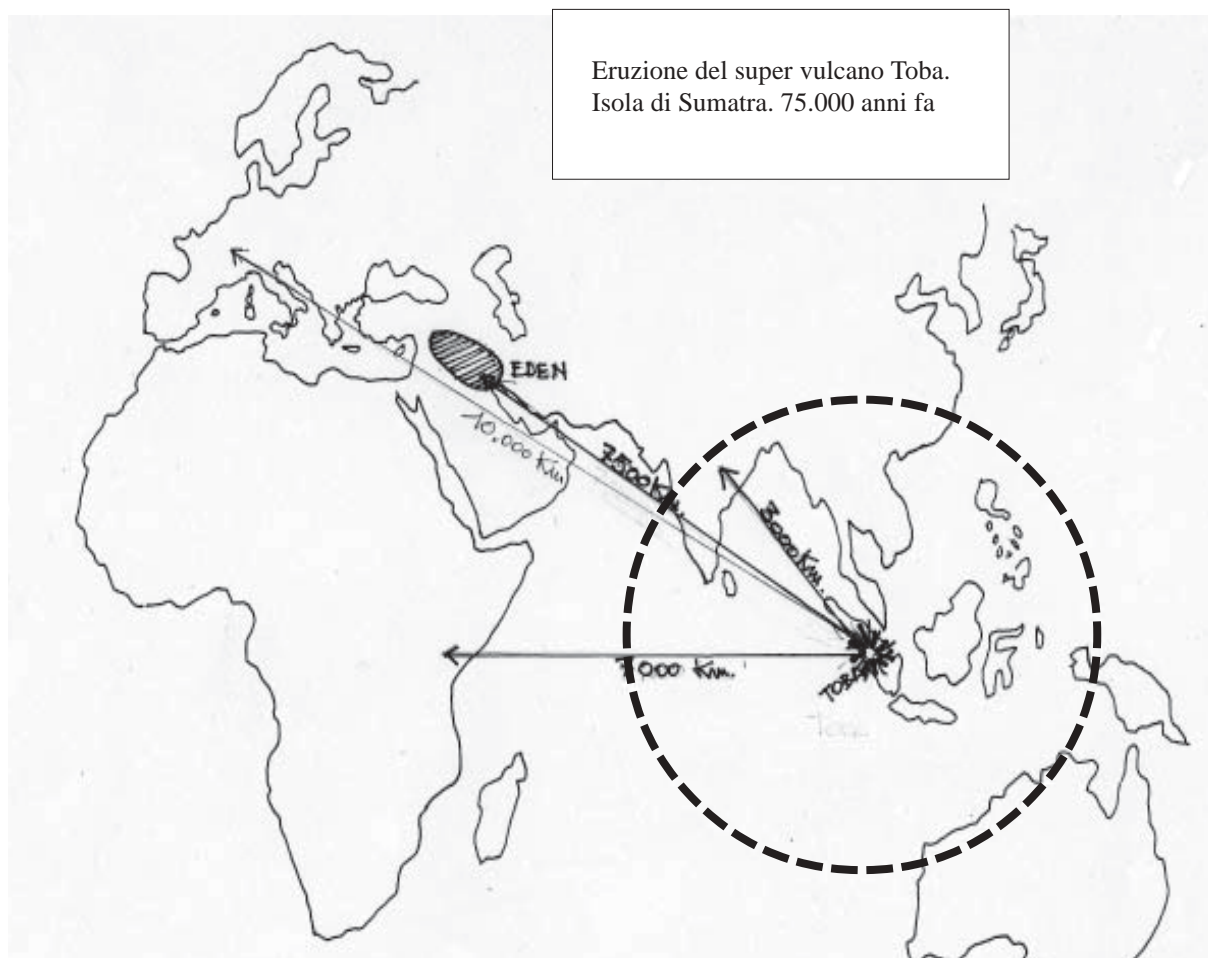 Eruzione del super vulcano Toba.
Isola di Sumatra. 75.000 anni fa
EDEN
10.000 Km
7500 Km.
3000 Km.
7000 Km.
TOBA